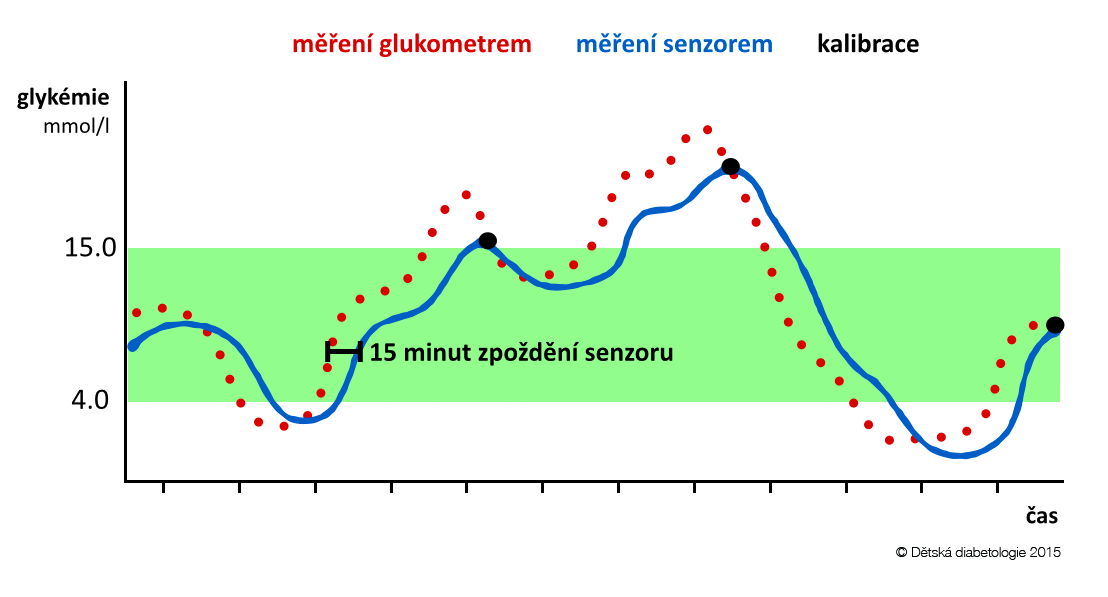 měření glukometrem měření senzorem kalibrace
glykémie
mmol/l
15.0
15 minut zpoždění senzoru
4.0
čas
© Dětská diabetologie 2015